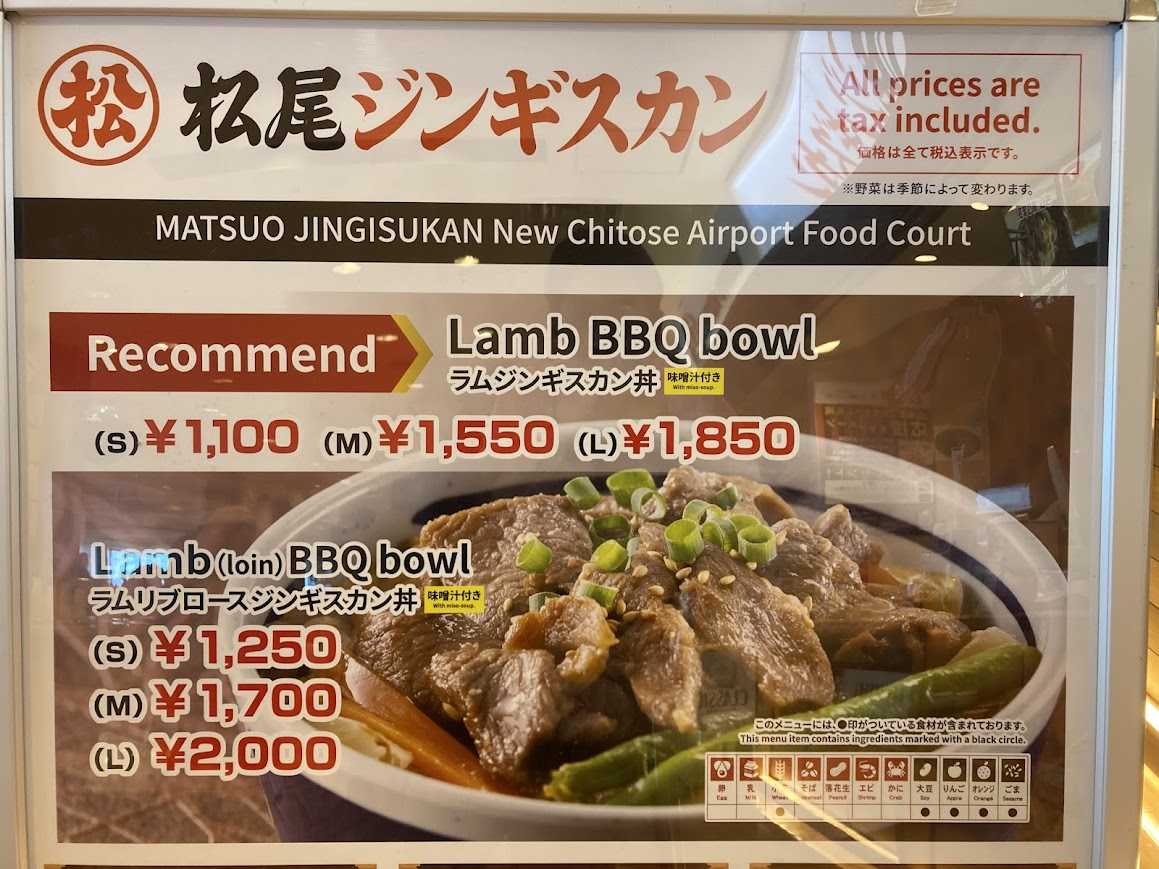 松 松尾ジンギスカン
All prices are
tax included.
価格は全て税込表示です。
※野菜は季節によって変わります。
MATSUO JINGISUKAN New Chitose Airport Food Court
Recommend
Lamb BBQ bowl
ラムジンギスカン丼 味噌汁付き
With miso-soup.
(S) ¥1,100 (M) ¥1,550 (L) ¥1,850
Lamb (loin) BBQ bowl
ラムリブロースジンギスカン丼 味噌汁付き
With miso-soup.
(S) ¥1,250
(M) ¥1,700
(L) ¥2,000
このメニューには、●印がついている食材が含まれております。
This menu item contains ingredients marked with a black circle.
卵 乳 小麦 そば 落花生 エビ かに 大豆 りんご オレンジ ごま
Egg Milk Wheat Peanut Shrimp Crab Soy Apple Orange Sesame
● ● ● ● ●